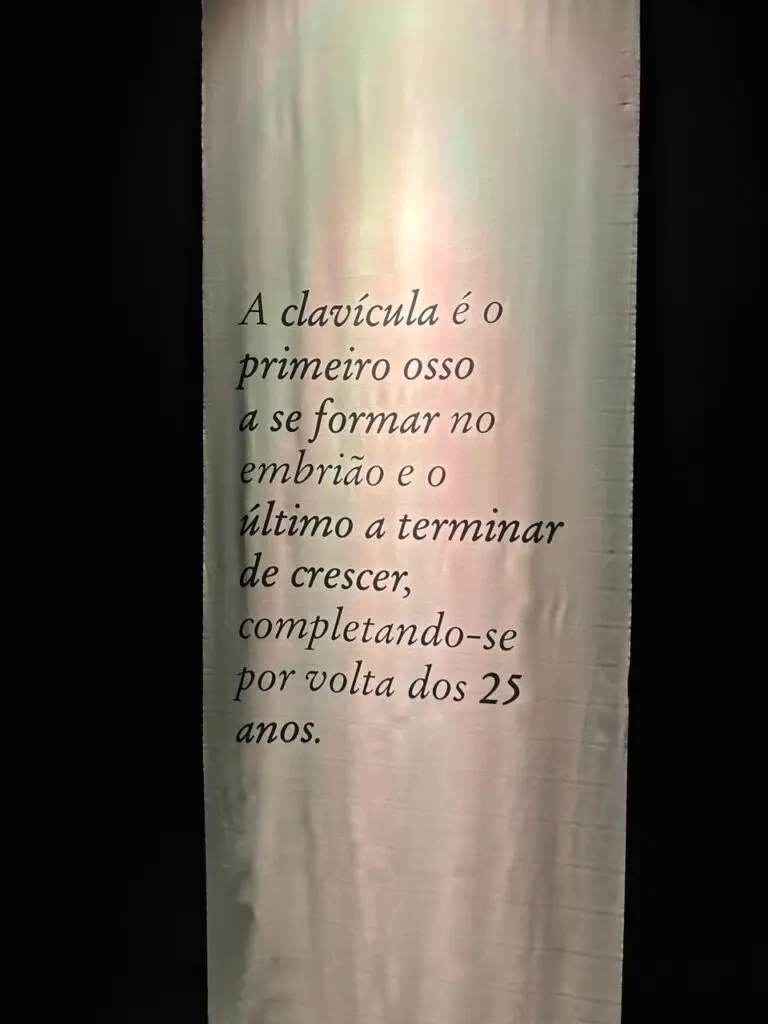 A clavícula é o
primeiro osso
a se formar no
embrião e o
último a terminar
de crescer,
completando-se
por volta dos 25
anos.